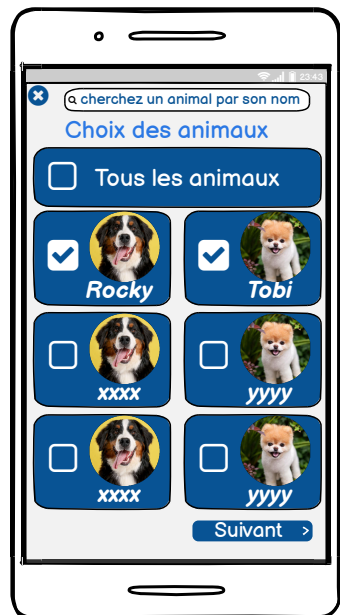 23:43
cherchez un animal par son nom
Choix des animaux
Tous les animaux
Rocky
Tobi
xxxx
yyyy
xxxx
yyyy
Suivant >